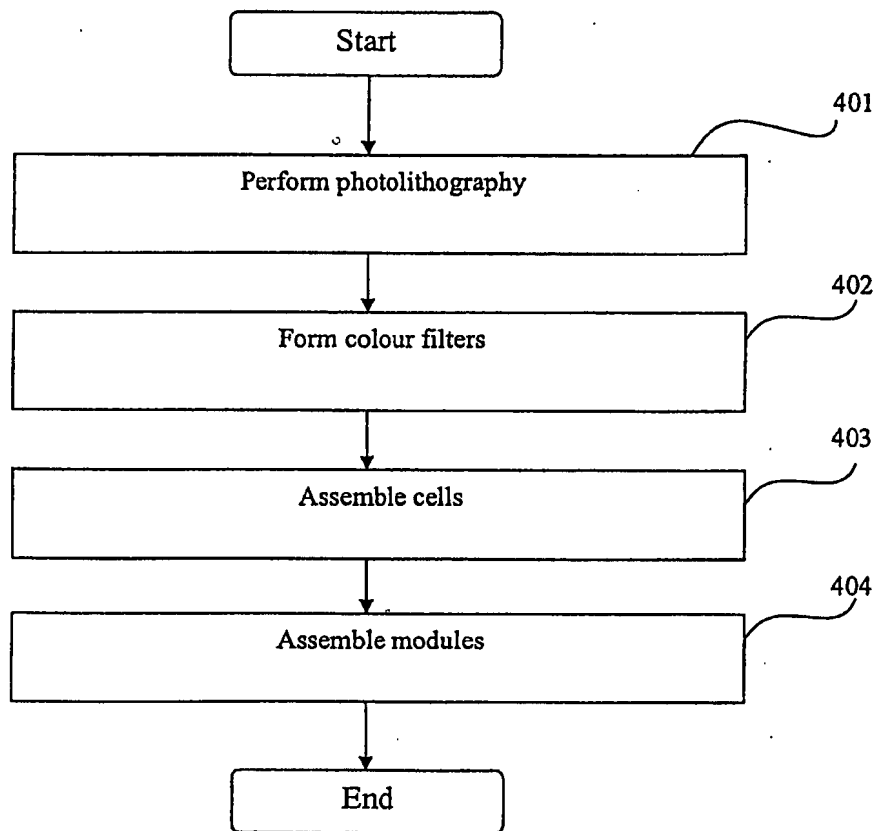 Start
401
Perform photolithography
402
Form colour filters
403
Assemble cells
404
Assemble modules
End